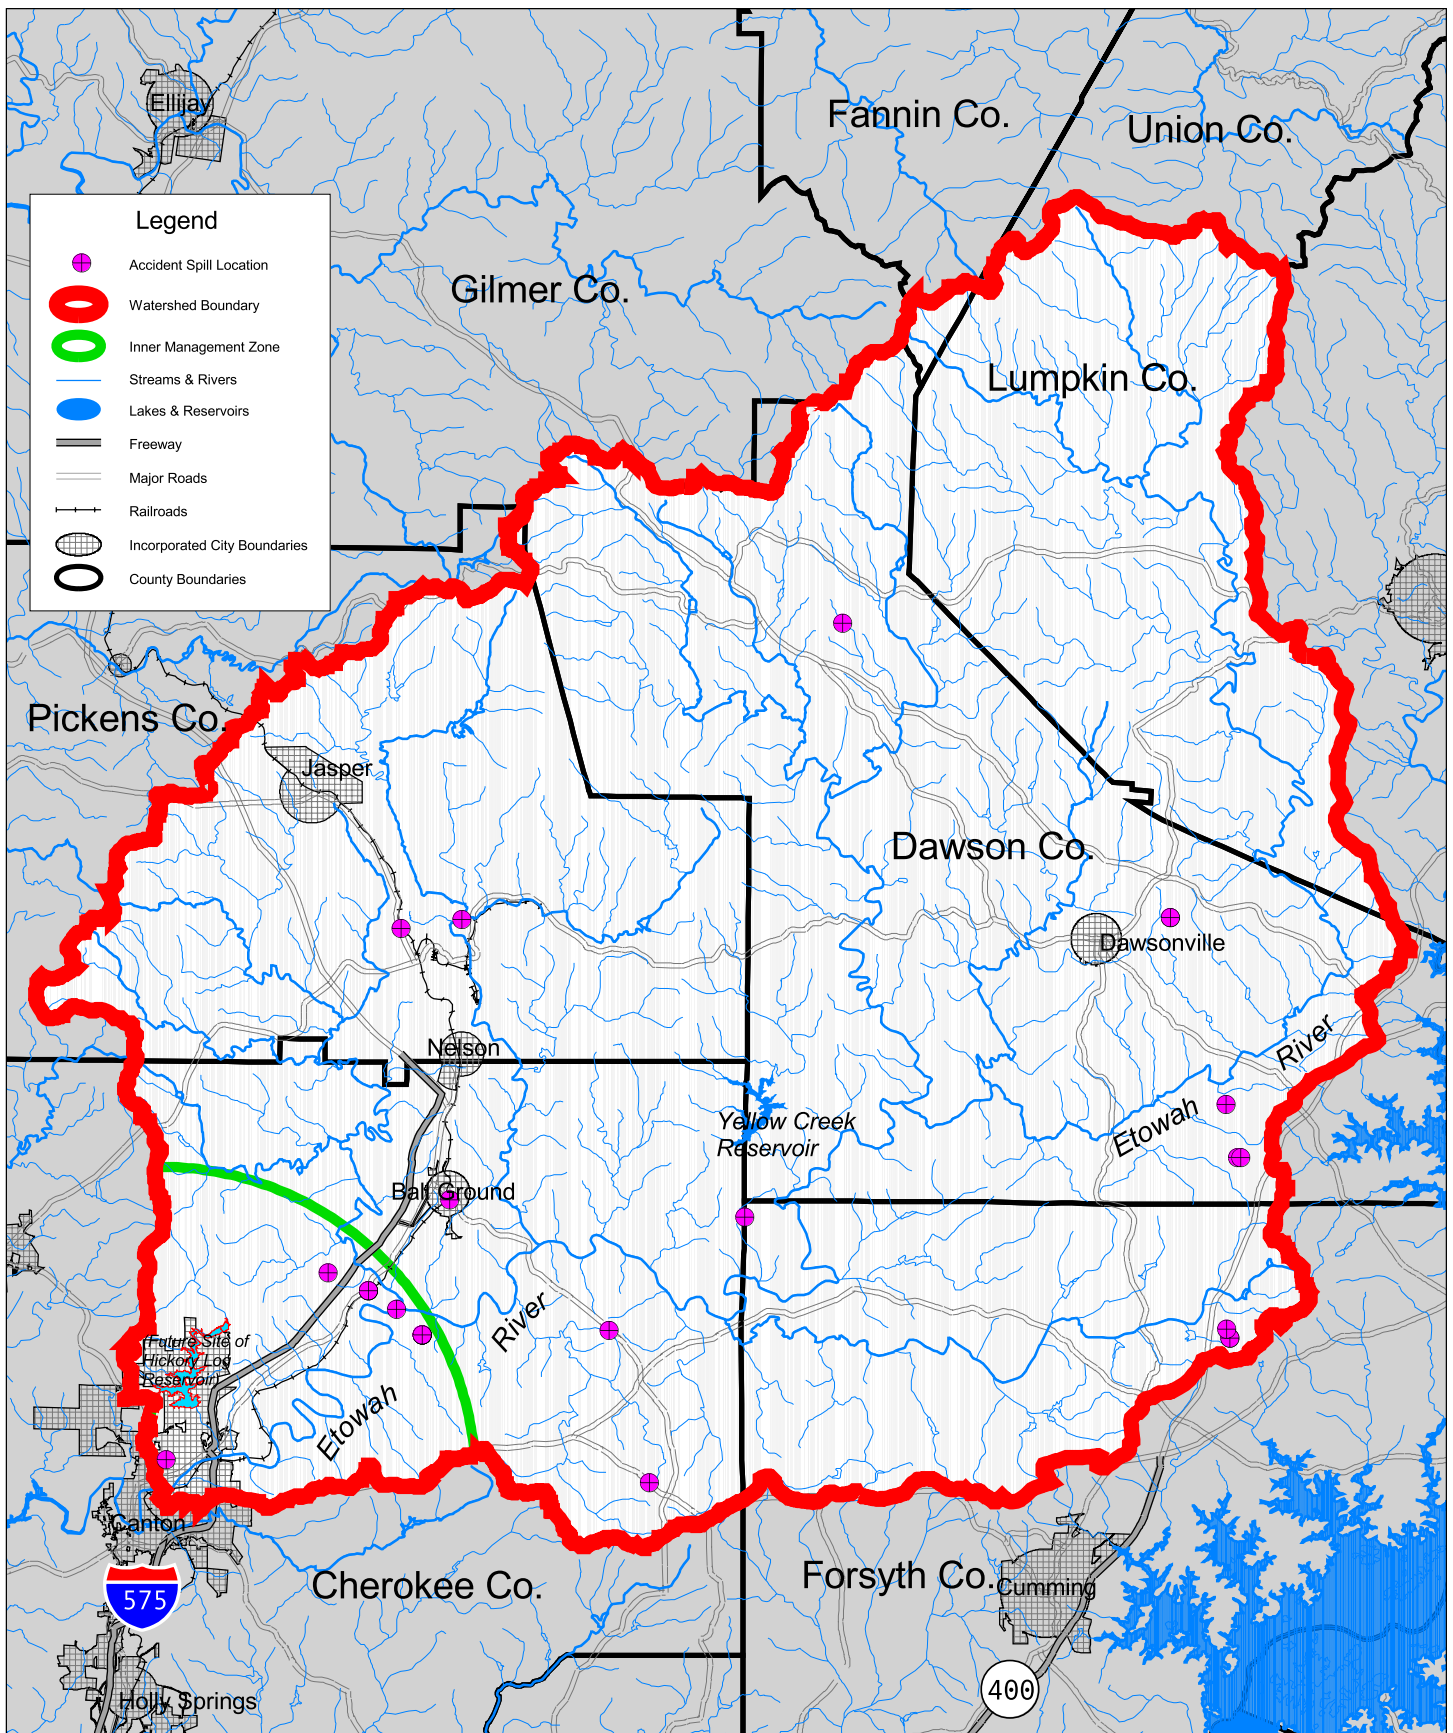 Ellijay
Fannin Co.
Union Co.
Legend
Accident Spill Location
Watershed Boundary
Inner Management Zone
Streams & Rivers
Lakes & Reservoirs
Freeway
Major Roads
Railroads
Incorporated City Boundaries
County Boundaries
Gilmer Co.
Lumpkin Co.
Pickens Co.
Jasper
Dawson Co.
Dawsonville
Nelson
River
Etowah
Yellow Creek
Reservoir
Ball Ground
River
(Future Site of
Hickory Log
Reservoir)
Etowah
Canton
575
Cherokee Co.
Forsyth Co.
Cumming
400
Holly Springs